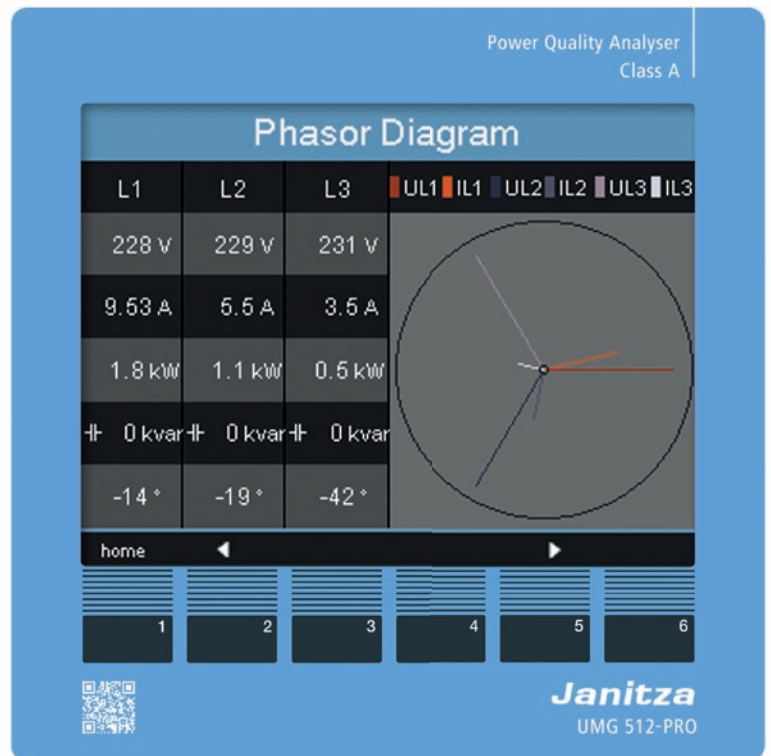 Power Quality Analyser
Class A
Phasor Diagram
L1 L2 L3 UL1 IL1 UL2 IL2 UL3 IL3
228 V 229 V 231 V
9.53 A 5.5 A 3.5 A
1.8 kW 1.1 kW 0.5 kW
0 kvar 0 kvar 0 kvar
-14 ° -19 ° -42 °
home
1 2 3 4 5 6
Janitza
UMG 512-PRO